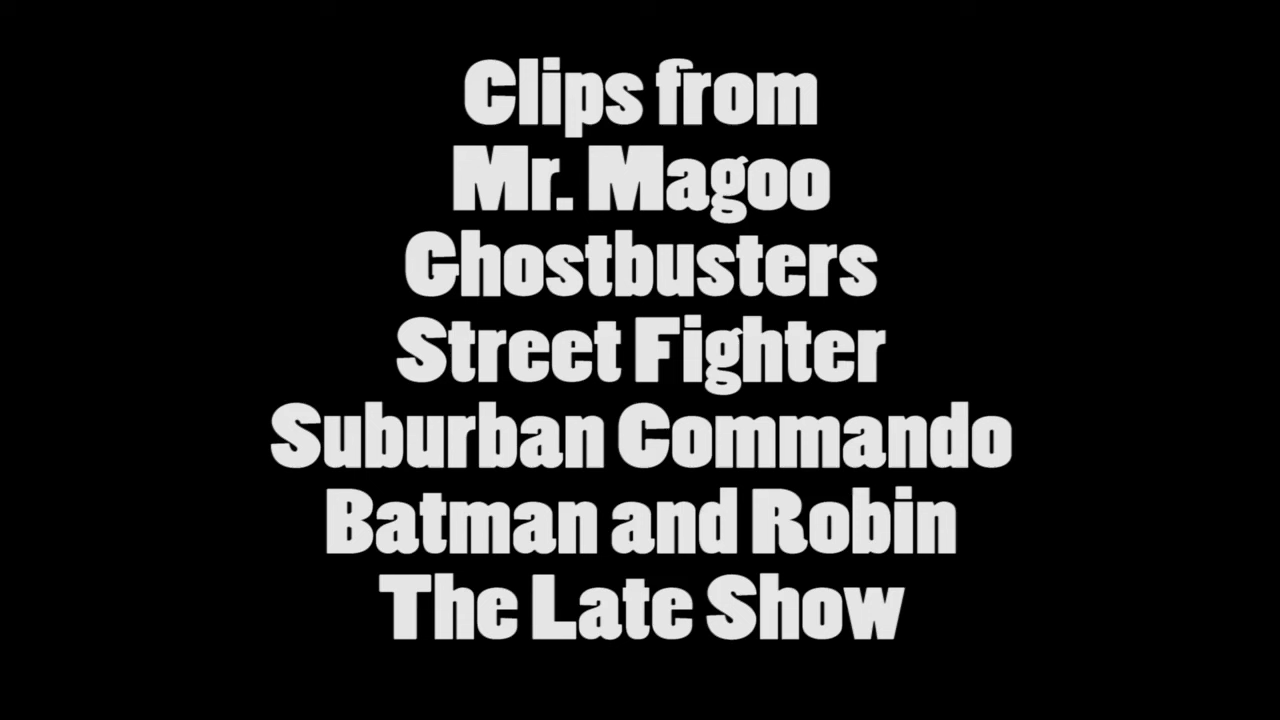 Clips from
Mr. Magoo
Ghostbusters
Street Fighter
Suburban Commando
Batman and Robin
The Late Show